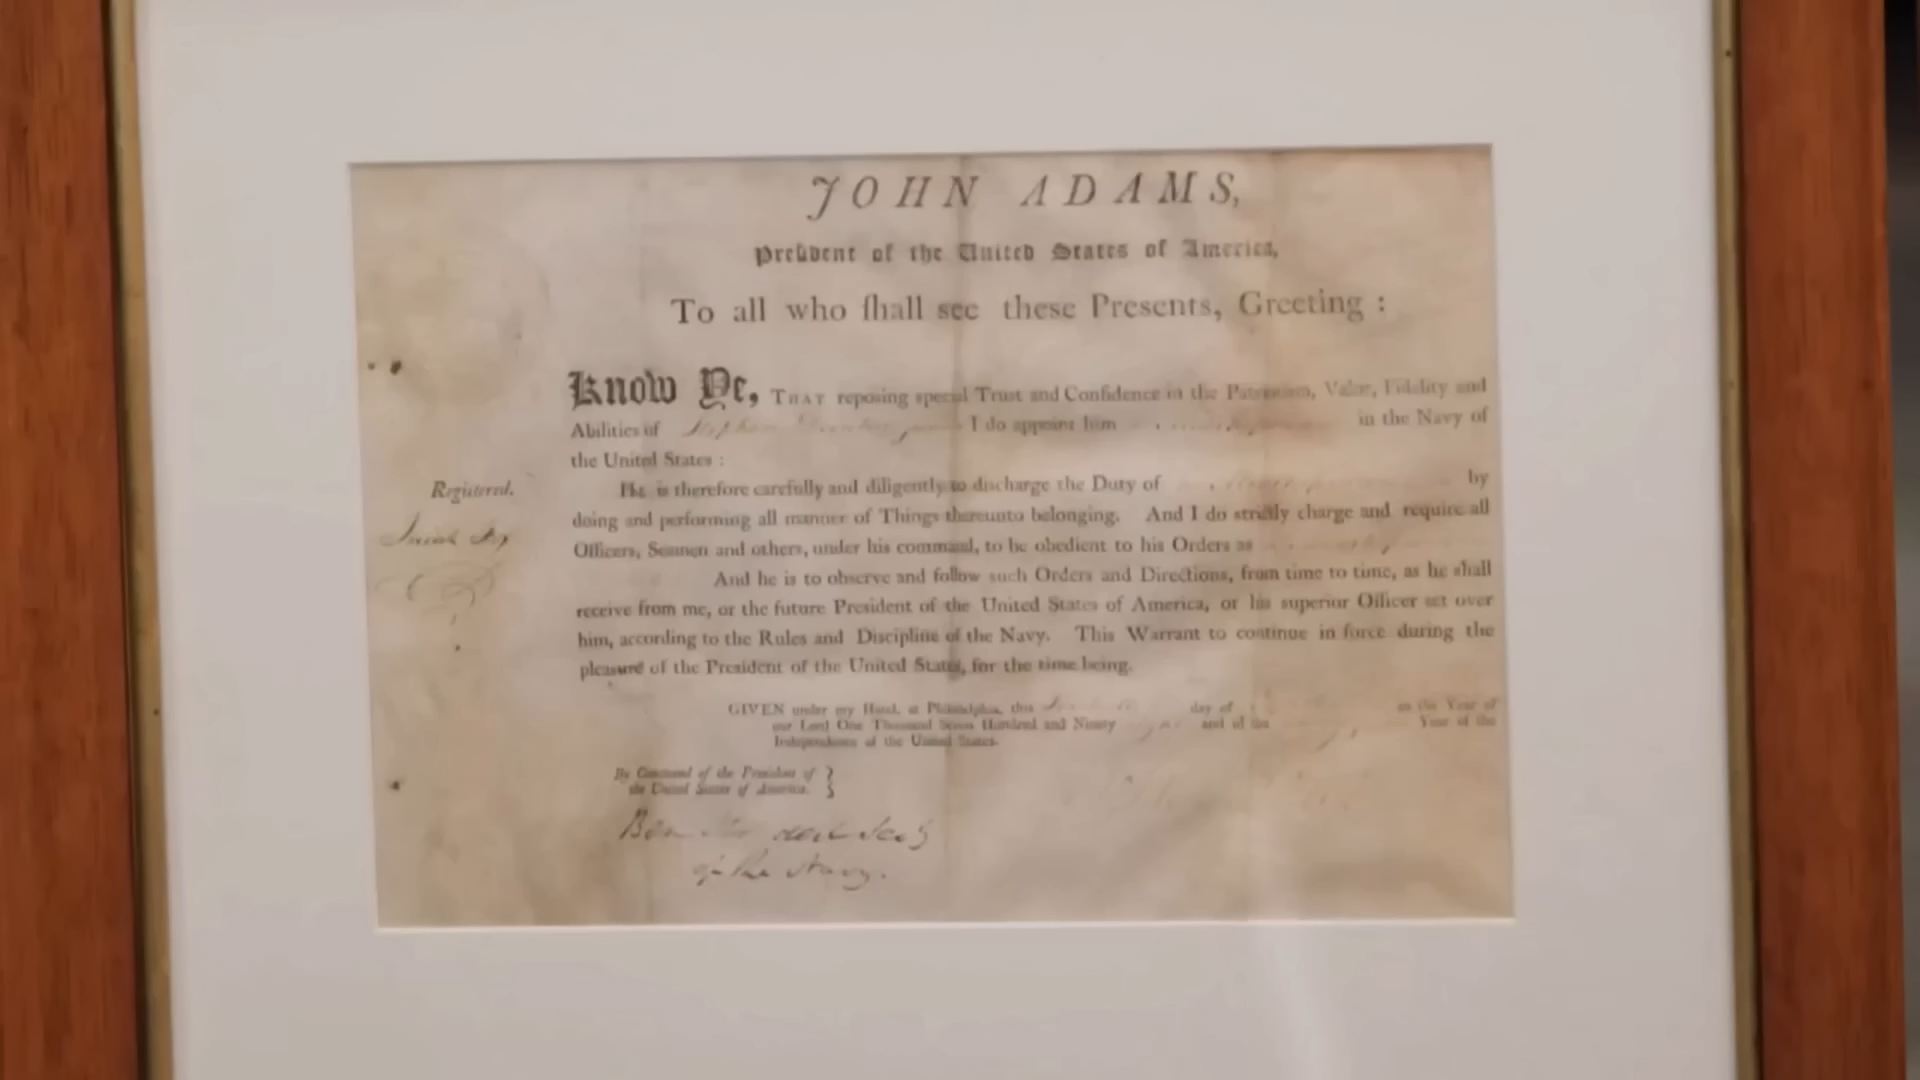 JOHN ADAMS,
Preſident of the United States of America,
To all who ſhall see these Presents, Greeting :
Know Ye, THAT reposing special Trust and Confidence in the Patriotism, Valor, Fidelity and
Abilities of Stephen I do appoint him in the Navy of
the United States :
Registered.
He is therefore carefully and diligently to discharge the Duty of by
doing and performing all manner of Things thereunto belonging. And I do strictly charge and require all
Officers, Seamen and others, under his command, to be obedient to his Orders as
And he is to observe and follow such Orders and Directions, from time to time, as he shall
receive from me, or the future President of the United States of America, or his superior Officer set over
him, according to the Rules and Discipline of the Navy. This Warrant to continue in force during the
pleasure of the President of the United States, for the time being.
GIVEN under my Hand, at Philadelphia, this day of in the Year of
our Lord One Thousand Seven Hundred and Ninety and of the Year of the
Independence of the United States.
By Command of the President of
the United States of America.
Ben Secy
of the Navy.